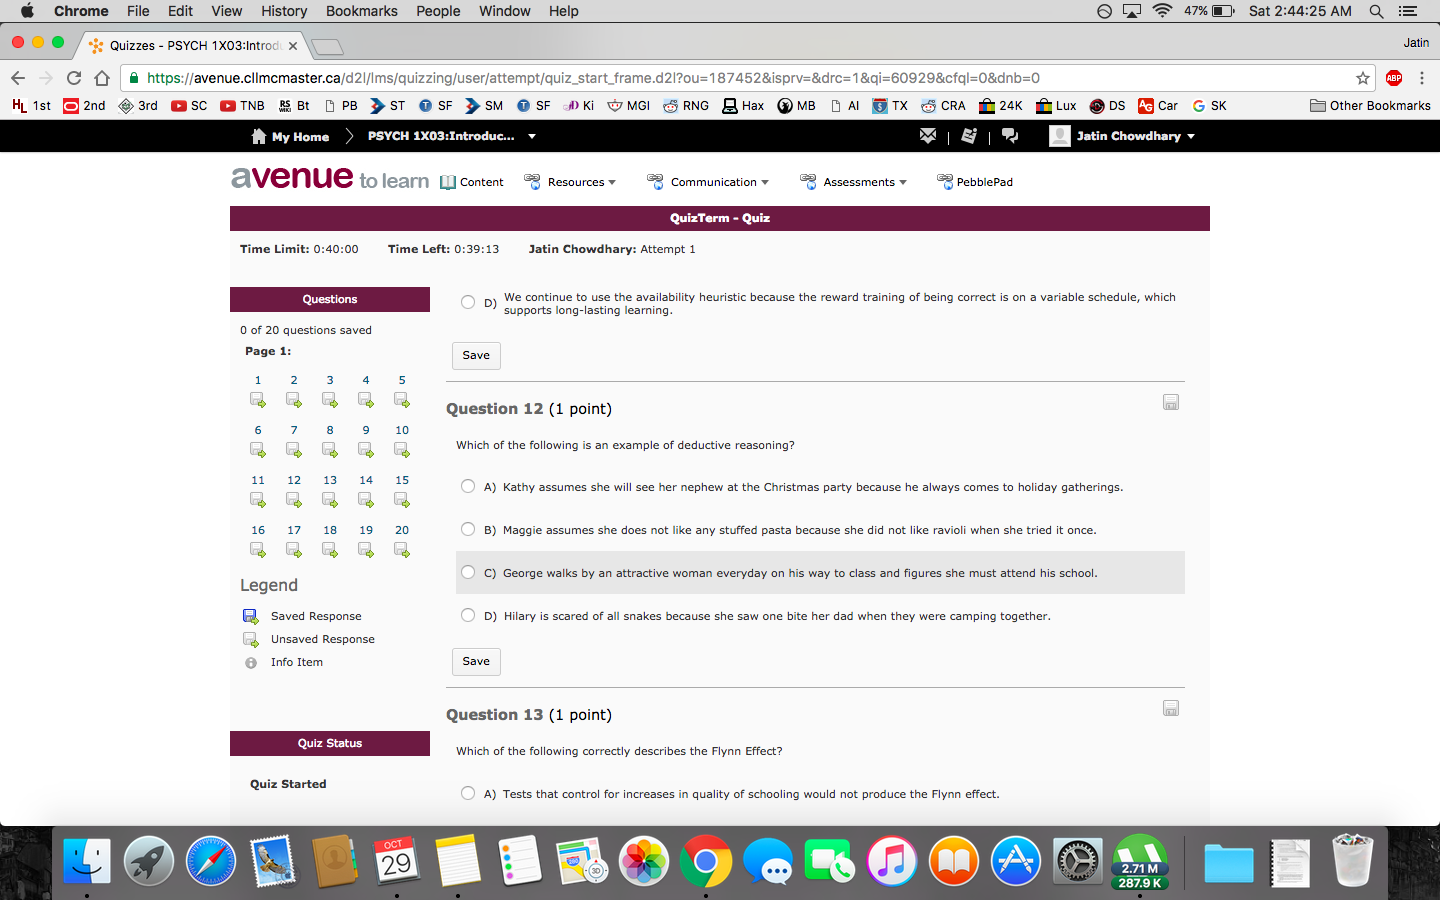 Chrome File Edit View History Bookmarks People Window Help 47% Sat 2:44:25 AM
Quizzes - PSYCH 1X03:Introdu Jatin
https://avenue.cllmcmaster.ca/d2l/lms/quizzing/user/attempt/quiz_start_frame.d2l?ou=187452&isprv=&drc=1&qi=60929&cfql=0&dnb=0 ABP
HL 1st 2nd 3rd SC TNB RS WIKI Bt PB ST SF SM SF Ki MGI RNG Hax MB AI TX CRA 24K Lux DS AG Car G SK Other Bookmarks
My Home PSYCH 1X03:Introduc... Jatin Chowdhary
avenue to learn Content Resources Communication Assessments PebblePad
QuizTerm - Quiz
Time Limit: 0:40:00 Time Left: 0:39:13 Jatin Chowdhary: Attempt 1
Questions
0 of 20 questions saved
Page 1:
1 2 3 4 5
6 7 8 9 10
11 12 13 14 15
16 17 18 19 20
Legend
Saved Response
Unsaved Response
Info Item
Quiz Status
Quiz Started
D) We continue to use the availability heuristic because the reward training of being correct is on a variable schedule, which
supports long-lasting learning.
Save
Question 12 (1 point)
Which of the following is an example of deductive reasoning?
A) Kathy assumes she will see her nephew at the Christmas party because he always comes to holiday gatherings.
B) Maggie assumes she does not like any stuffed pasta because she did not like ravioli when she tried it once.
C) George walks by an attractive woman everyday on his way to class and figures she must attend his school.
D) Hilary is scared of all snakes because she saw one bite her dad when they were camping together.
Save
Question 13 (1 point)
Which of the following correctly describes the Flynn Effect?
A) Tests that control for increases in quality of schooling would not produce the Flynn effect.
OCT
29
3D
2.71 M
287.9 K